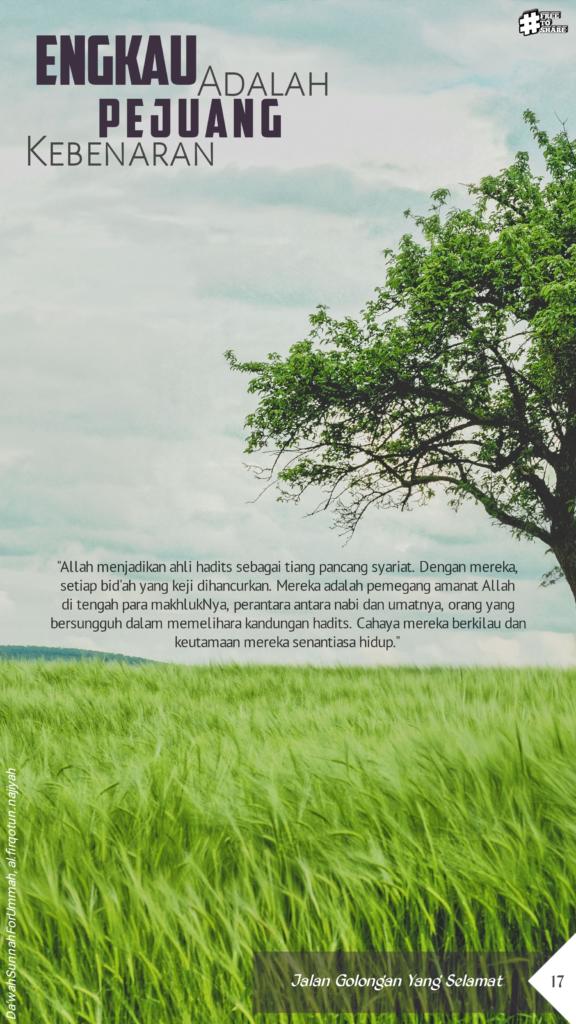 #FREE
TO
SHARE
ENGKAU ADALAH
PEJUANG
KEBENARAN
"Allah menjadikan ahli hadits sebagai tiang pancang syariat. Dengan mereka,
setiap bid'ah yang keji dihancurkan. Mereka adalah pemegang amanat Allah
di tengah para makhlukNya, perantara antara nabi dan umatnya, orang yang
bersungguh dalam memelihara kandungan hadits. Cahaya mereka berkilau dan
keutamaan mereka senantiasa hidup."
DawahSunnahForUmmah, al.firqotun.najiyah
Jalan Golongan Yang Selamat
17